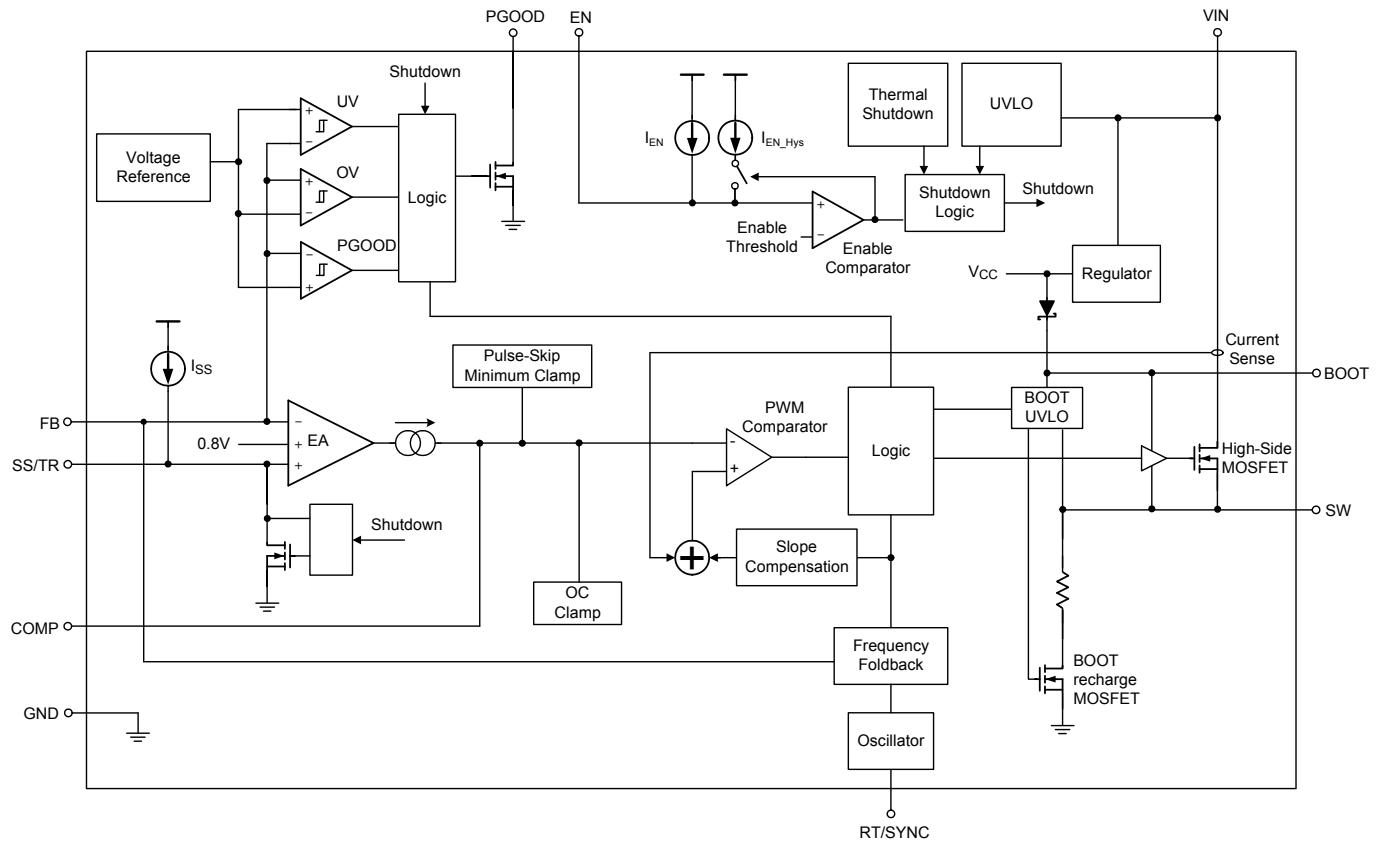 PGOOD
EN
VIN
Shutdown
UV
Voltage
Reference
OV
Logic
PGOOD
IEN
IEN_Hys
Thermal
Shutdown
UVLO
Shutdown
Logic
Shutdown
Enable
Threshold
+
−
Enable
Comparator
VCC
Regulator
Current
Sense
BOOT
ISS
Pulse-Skip
Minimum Clamp
FB
0.8V
EA
SS/TR
PWM
Comparator
Logic
BOOT
UVLO
High-Side
MOSFET
SW
Shutdown
Slope
Compensation
OC
Clamp
COMP
Frequency
Foldback
BOOT
recharge
MOSFET
GND
Oscillator
RT/SYNC